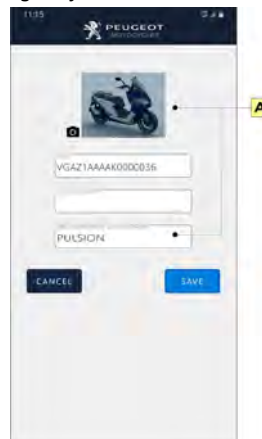 11:35
PEUGEOT
MOTOCYCLES
A
VGAZ1AAAAK0000036
PULSION
CANCEL
SAVE